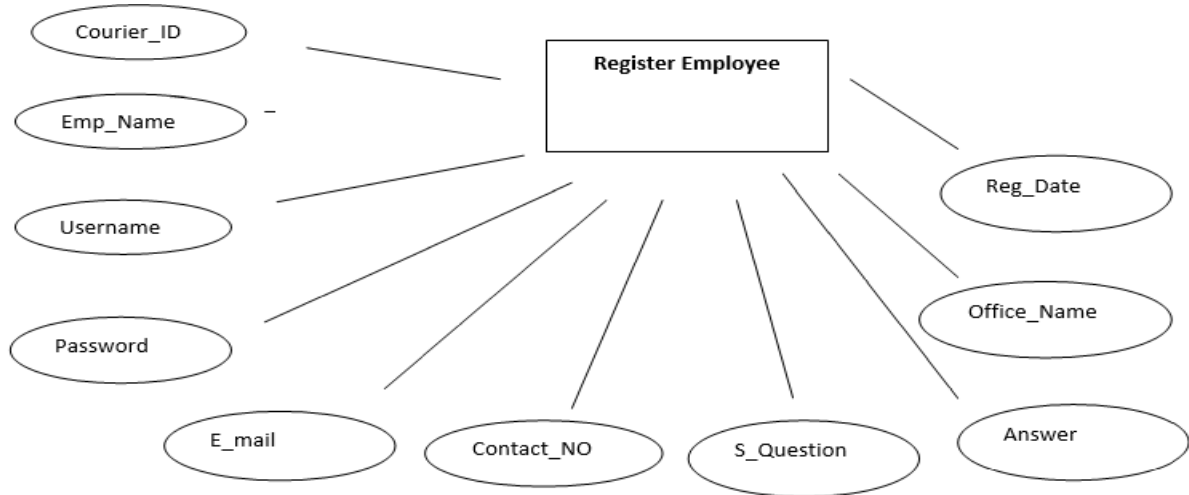 Courier_ID
Register Employee
Emp_Name
Reg_Date
Username
Office_Name
Password
E_mail
Contact_NO
S_Question
Answer